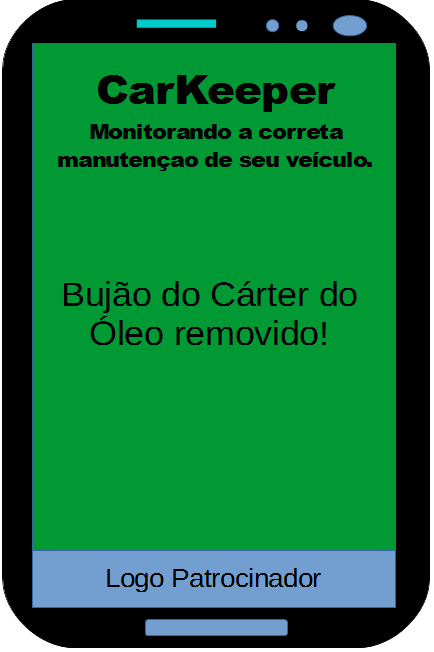 CarKeeper
Monitorando a correta
manutençao de seu veículo.
Bujão do Cárter do
Óleo removido!
Logo Patrocinador